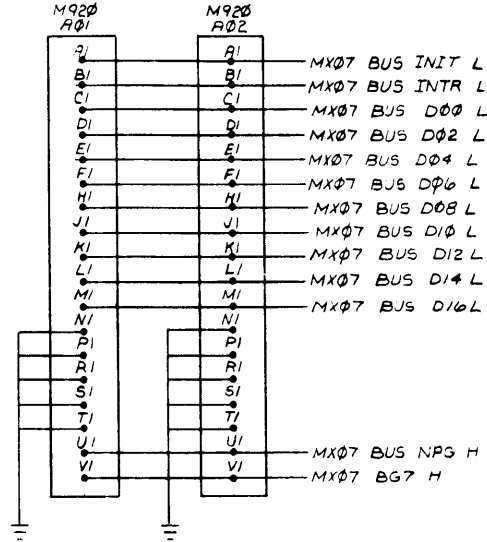 M920 M920
AØ1 AØ2
A1 A1 MXØ7 BUS INIT L
B1 B1 MXØ7 BUS INTR L
C1 C1 MXØ7 BUS DØØ L
D1 D1 MXØ7 BUS DØ2 L
E1 E1 MXØ7 BUS DØ4 L
F1 F1 MXØ7 BUS DØ6 L
H1 H1 MXØ7 BUS DØ8 L
J1 J1 MXØ7 BUS D1Ø L
K1 K1 MXØ7 BUS D12 L
L1 L1 MXØ7 BUS D14 L
M1 M1 MXØ7 BUS D16 L
N1 N1
P1 P1
R1 R1
S1 S1
T1 T1
U1 U1 MXØ7 BUS NPG H
V1 V1 MXØ7 BG7 H